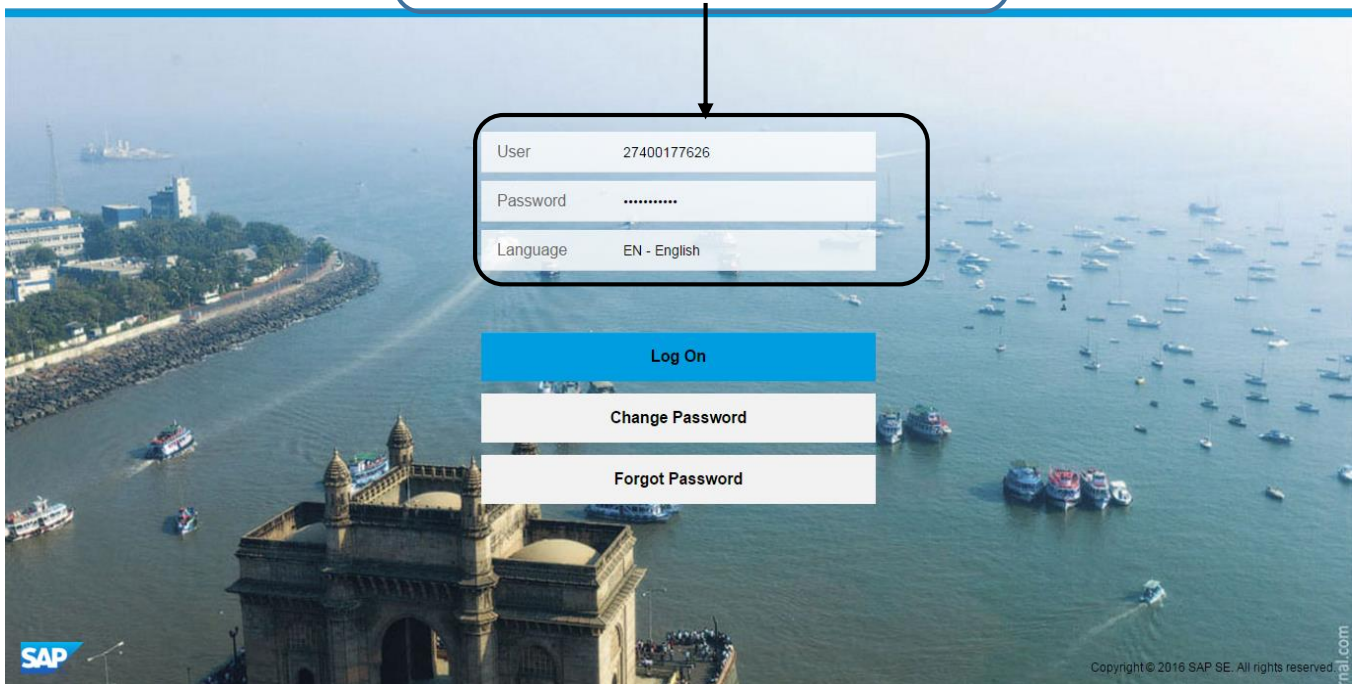 User 27400177626
Password •••••••••••
Language EN - English
Log On
Change Password
Forgot Password
SAP
Copyright © 2016 SAP SE. All rights reserved.